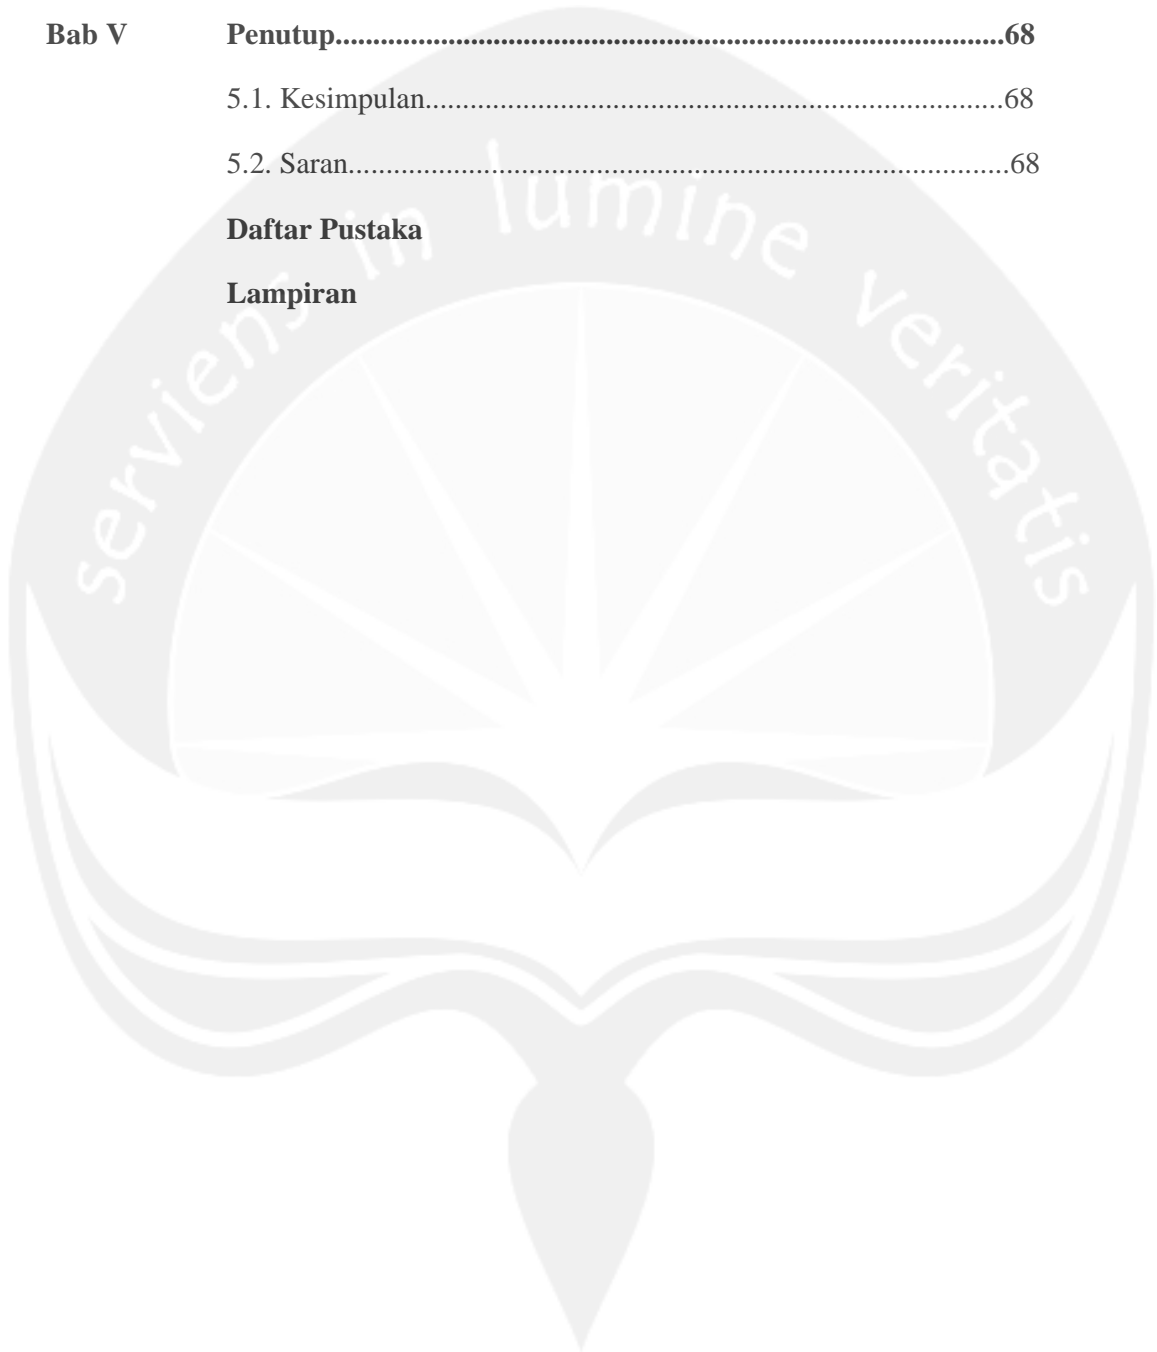 Bab V Penutup.........................................................................................68
5.1. Kesimpulan.............................................................................68
5.2. Saran........................................................................................68
Daftar Pustaka
Lampiran
serviens in lumine veritatis